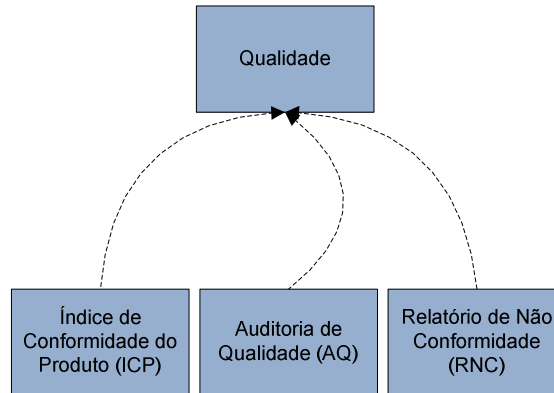 Qualidade
Índice de
Conformidade do
Produto (ICP)
Auditoria de
Qualidade (AQ)
Relatório de Não
Conformidade
(RNC)